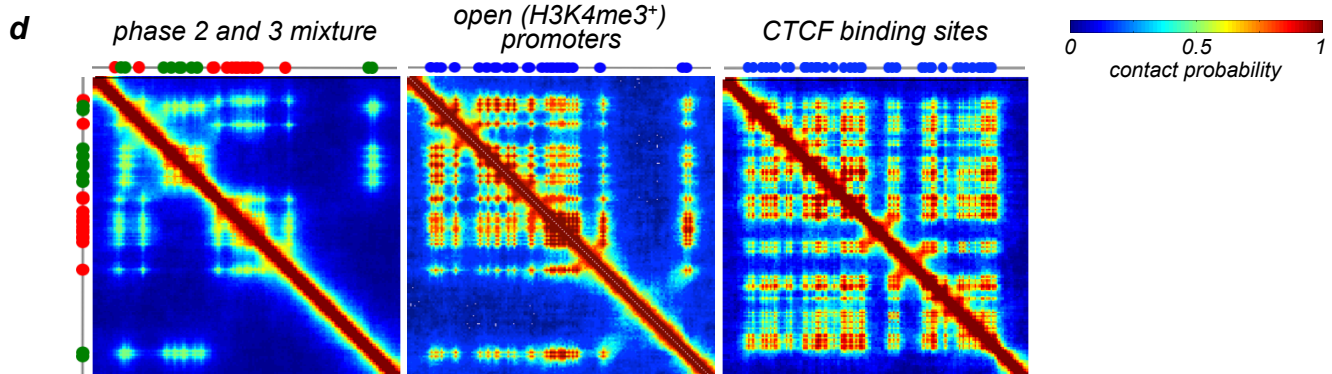 d
phase 2 and 3 mixture
open (H3K4me3⁺)
promoters
CTCF binding sites
0
0.5
1
contact probability